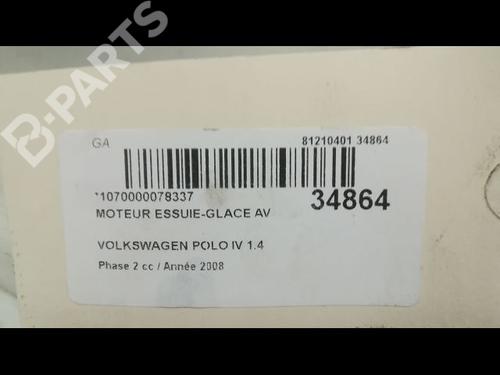 B-PARTS
GA
81210401 34864
*1070000078337
34864
MOTEUR ESSUIE-GLACE AV
VOLKSWAGEN POLO IV 1.4
Phase 2 cc / Année 2008